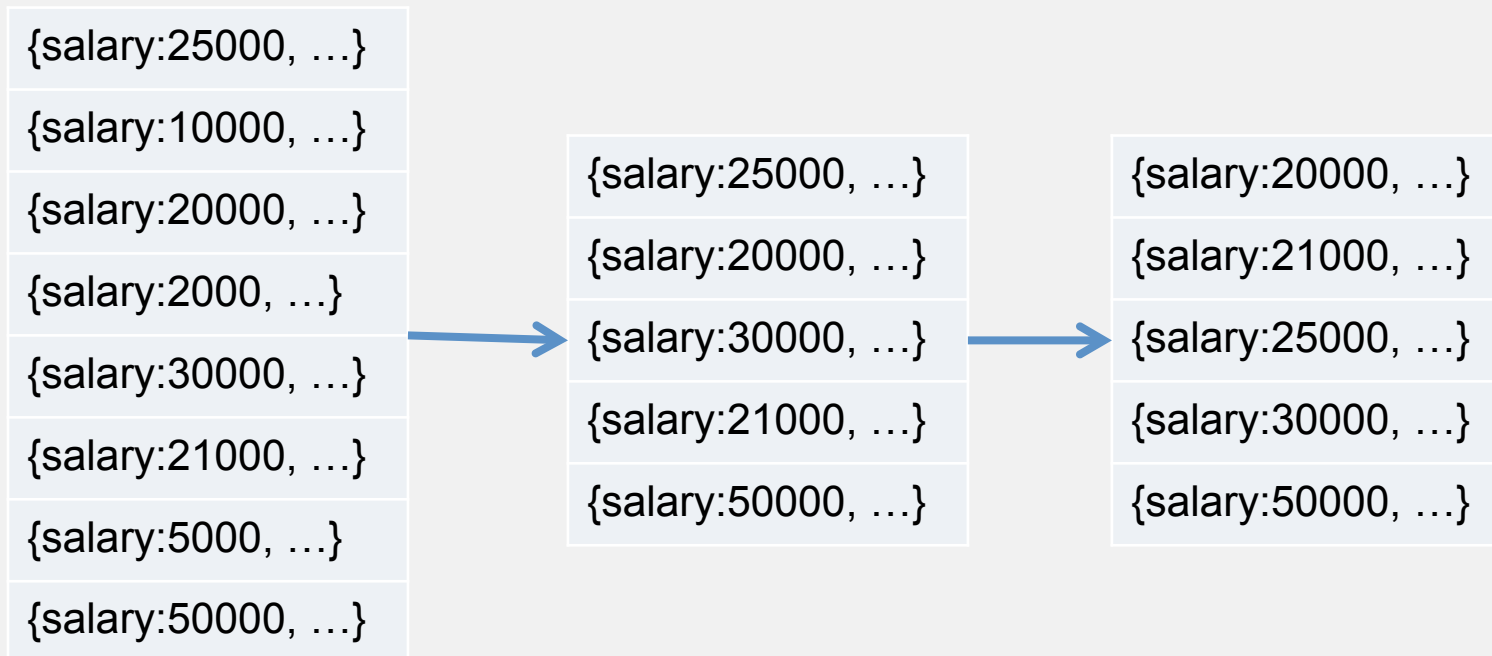 {salary:25000, …}
{salary:10000, …}
{salary:20000, …}
{salary:2000, …}
{salary:30000, …}
{salary:21000, …}
{salary:5000, …}
{salary:50000, …}
{salary:25000, …}
{salary:20000, …}
{salary:30000, …}
{salary:21000, …}
{salary:50000, …}
{salary:20000, …}
{salary:21000, …}
{salary:25000, …}
{salary:30000, …}
{salary:50000, …}